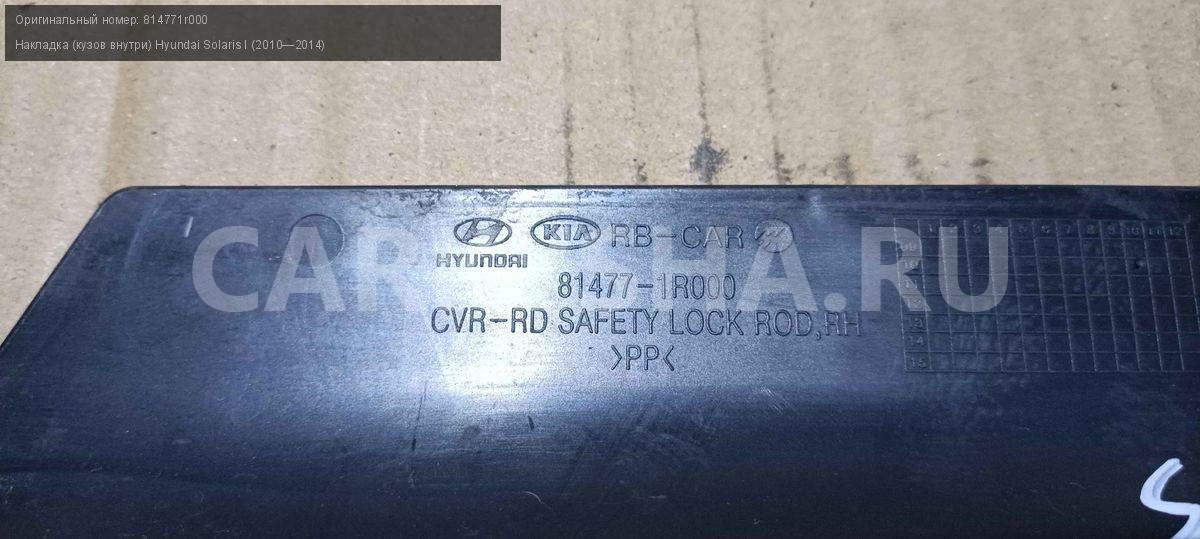 Оригинальный номер: 814771r000
Накладка (кузов внутри) Hyundai Solaris I (2010—2014)
HYUNDAI
KIA RB-CAR
81477-1R000
CVR-RD SAFETY LOCK ROD,RH
>PP<